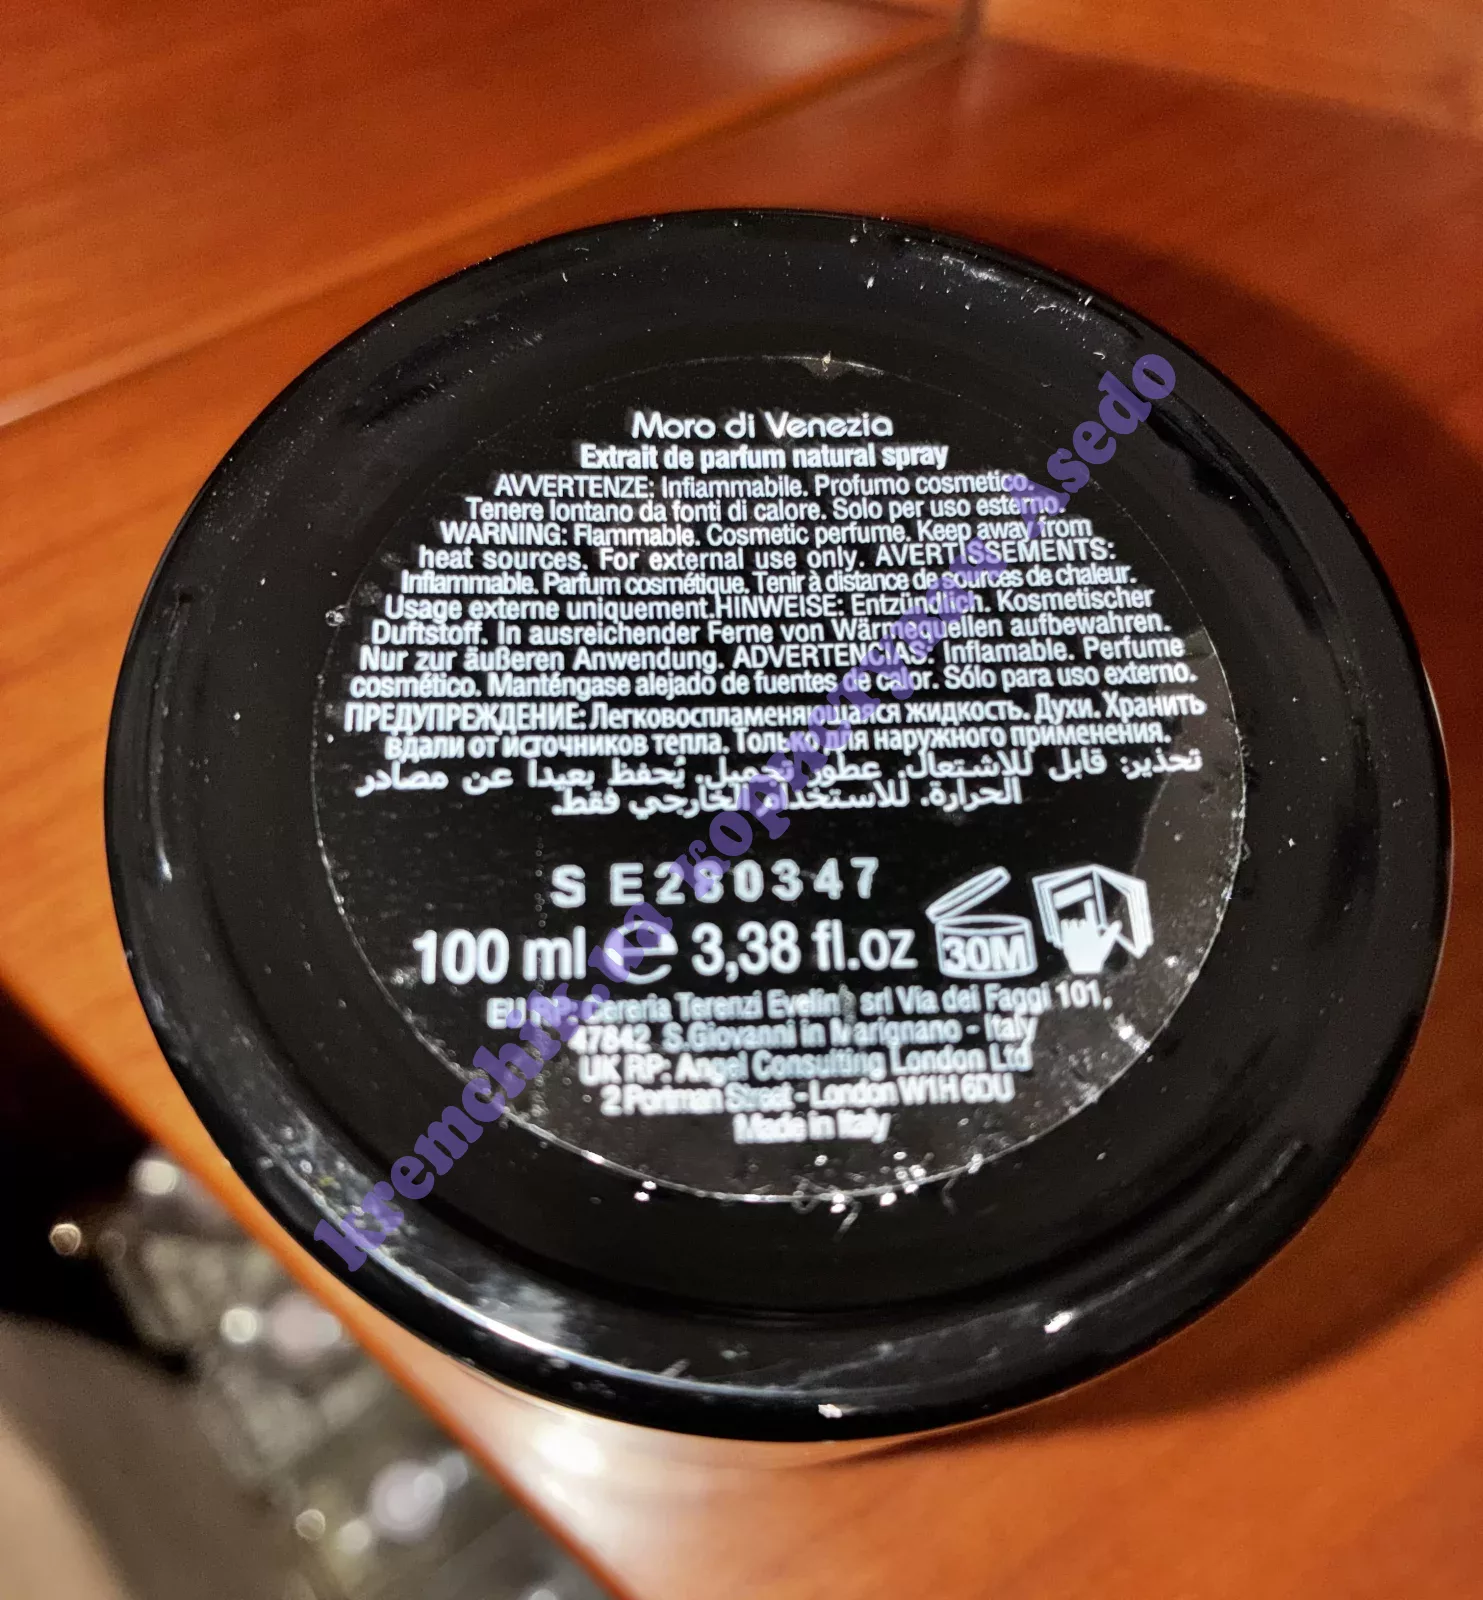 Moro di Venezia
Extrait de parfum natural spray
AVVERTENZE: Infiammabile. Profumo cosmetico.
Tenere lontano da fonti di calore. Solo per uso esterno.
WARNING: Flammable. Cosmetic perfume. Keep away from
heat sources. For external use only. AVERTISSEMENTS:
Inflammable. Parfum cosmétique. Tenir à distance de sources de chaleur.
Usage externe uniquement.HINWEISE: Entzündlich. Kosmetischer
Duftstoff. In ausreichender Ferne von Wärmequellen aufbewahren.
Nur zur äußeren Anwendung. ADVERTENCIAS: Inflamable. Perfume
cosmético. Manténgase alejado de fuentes de calor. Sólo para uso externo.
ПРЕДУПРЕЖДЕНИЕ: Легковоспламеняющаяся жидкость. Духи. Хранить
вдали от источников тепла. Только для наружного применения.
تحذير: قابل للاشتعال. عطور تجميل. يُحفظ بعيدا عن مصادر
الحرارة. للاستخدام الخارجي فقط.
S E280347
100 ml e 3,38 fl.oz 30M
EU RP: Cereria Terenzi Evelino srl Via dei Faggi 101,
47842 S.Giovanni in Marignano - Italy
UK RP: Angel Consulting London Ltd
2 Portman Street - London W1H 6DU
Made in Italy
kremchik.ua користувач Asedo